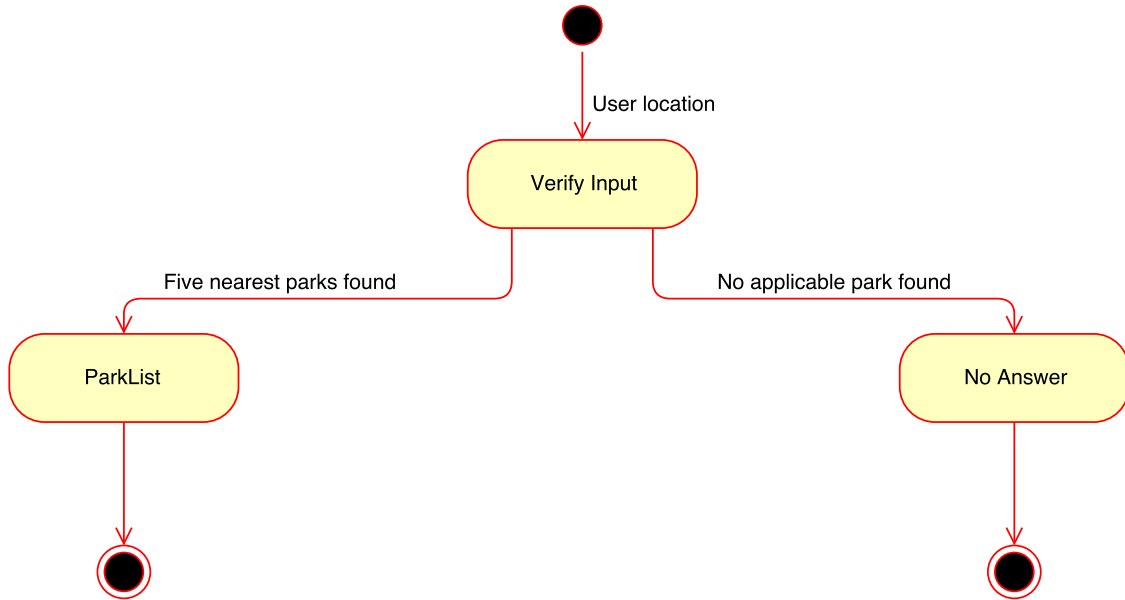 User location
Verify Input
Five nearest parks found
No applicable park found
ParkList
No Answer